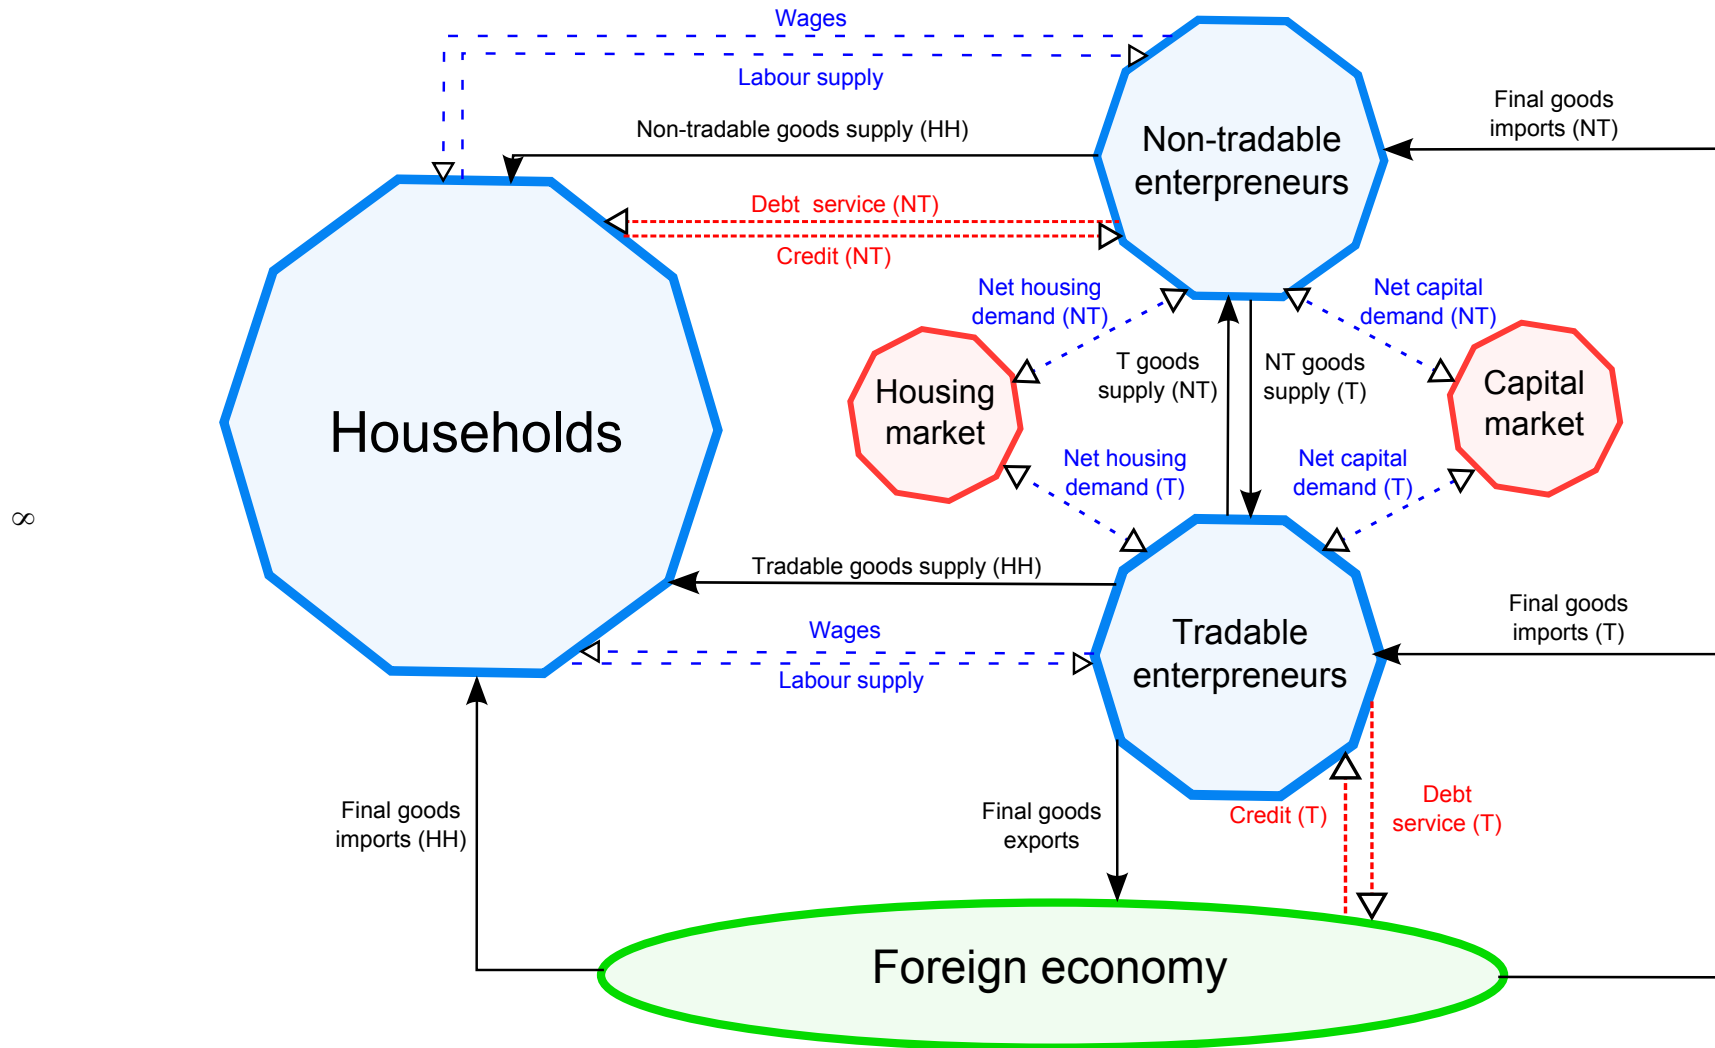 Wages
Labour supply
Non-tradable goods supply (HH)
Non-tradable
enterpreneurs
Final goods
imports (NT)
Debt service (NT)
Credit (NT)
Net housing
demand (NT)
Net capital
demand (NT)
T goods
supply (NT)
NT goods
supply (T)
Housing
market
Capital
market
Households
Net housing
demand (T)
Net capital
demand (T)
8
Tradable goods supply (HH)
Wages
Labour supply
Tradable
enterpreneurs
Final goods
imports (T)
Final goods
imports (HH)
Final goods
exports
Credit (T)
Debt
service (T)
Foreign economy